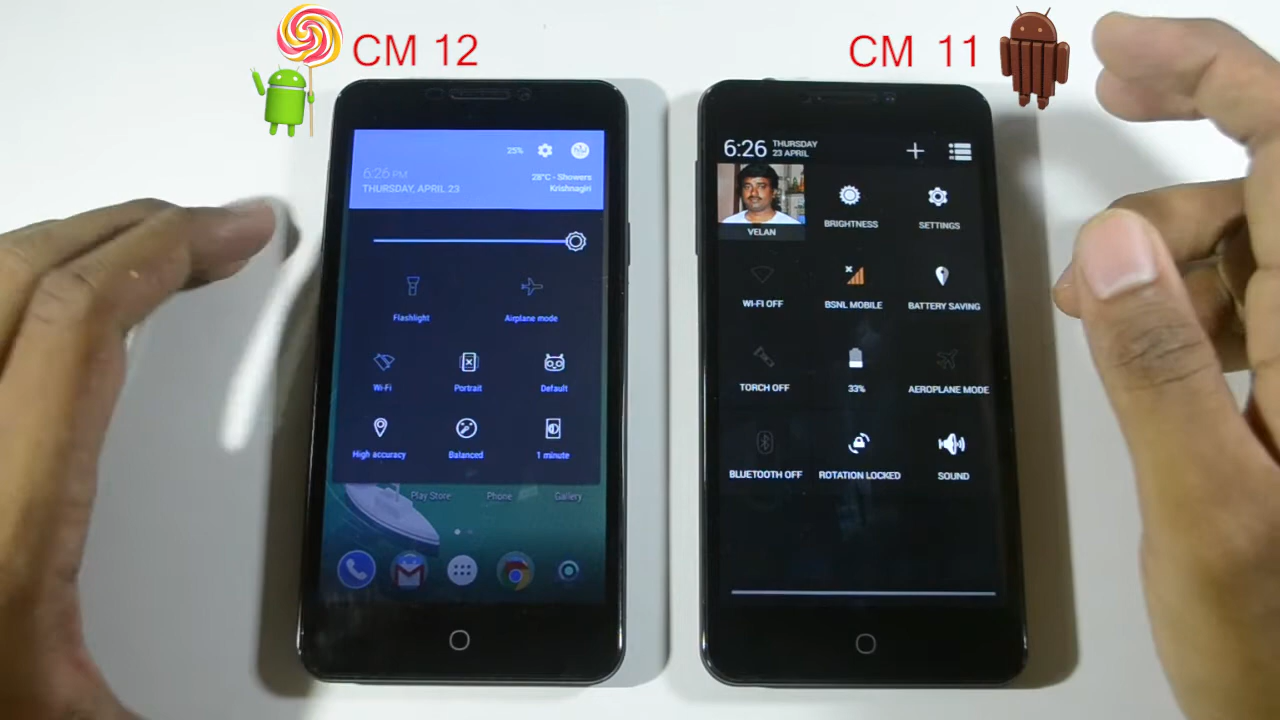 CM 12
CM 11
25%
6:26 PM
THURSDAY, APRIL 23
28°C - Showers
Krishnagiri
Flashlight
Airplane mode
Wi-Fi
Portrait
Default
High accuracy
Balanced
1 minute
Play Store
Phone
Gallery
6:26
THURSDAY
23 APRIL
VELAN
BRIGHTNESS
SETTINGS
WI-FI OFF
BSNL MOBILE
BATTERY SAVING
TORCH OFF
33%
AEROPLANE MODE
BLUETOOTH OFF
ROTATION LOCKED
SOUND